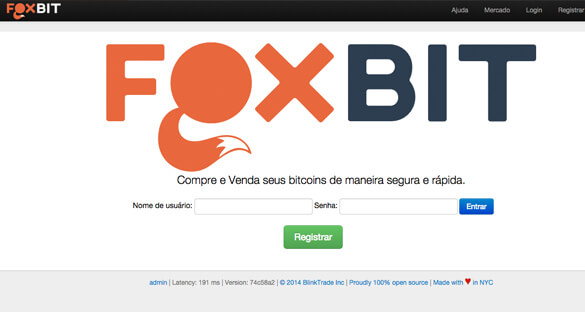 FOXBIT Ajuda Mercado Login Registrar
FOXBIT
Compre e Venda seus bitcoins de maneira segura e rápida.
Nome de usuário: Senha: Entrar
Registrar
admin | Latency: 191 ms | Version: 74c58a2 | © 2014 BlinkTrade Inc | Proudly 100% open source | Made with ♥ in NYC